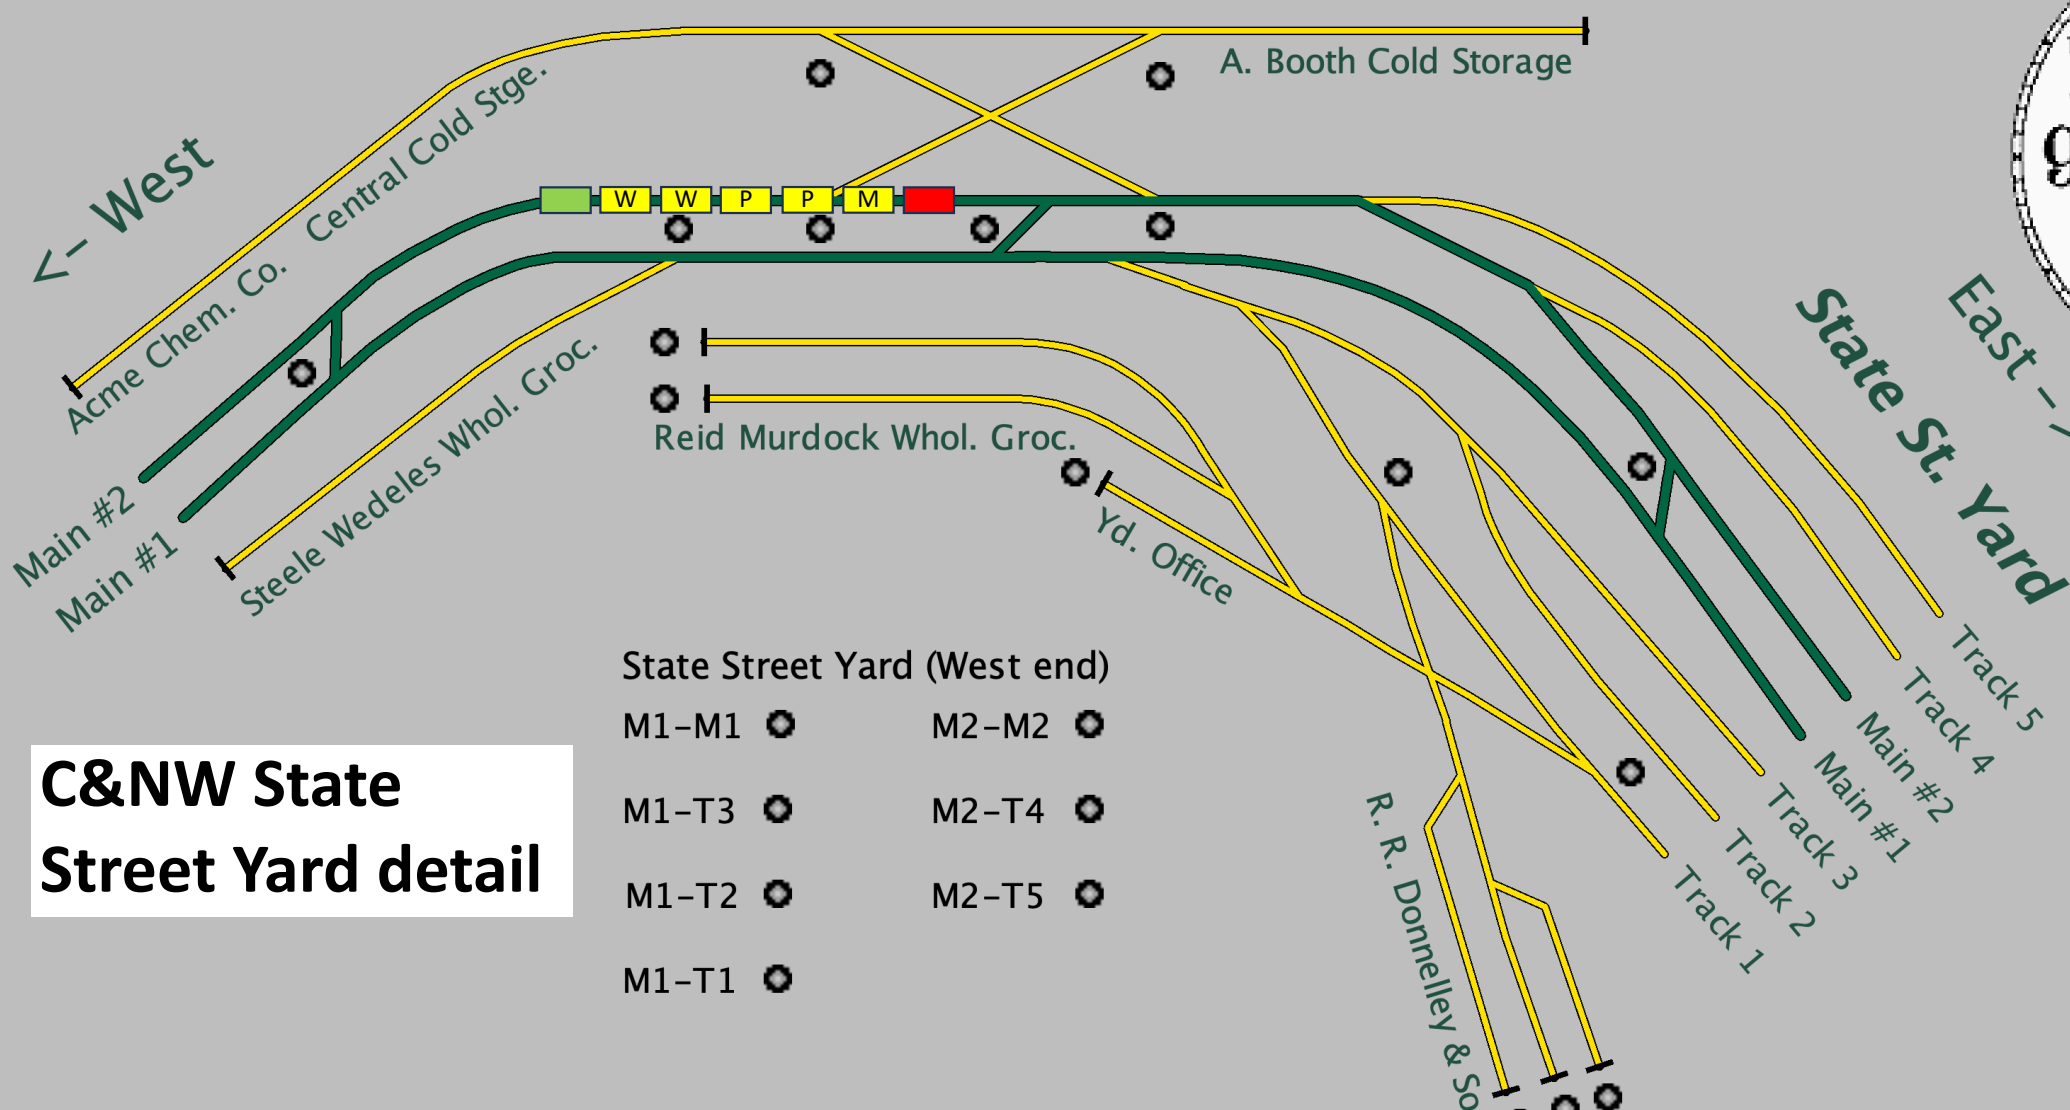 <- West
Central Cold Stge.
Acme Chem. Co.
A. Booth Cold Storage
g
W W P P M
East ->
State St. Yard
Main #2
Main #1
Steele Wedeles Whol. Groc.
Reid Murdock Whol. Groc.
Yd. Office
Track 5
Track 4
Main #2
Main #1
Track 3
Track 2
Track 1
R. R. Donnelley & So
State Street Yard (West end)
M1-M1
M2-M2
M1-T3
M2-T4
M1-T2
M2-T5
M1-T1
C&NW State
Street Yard detail